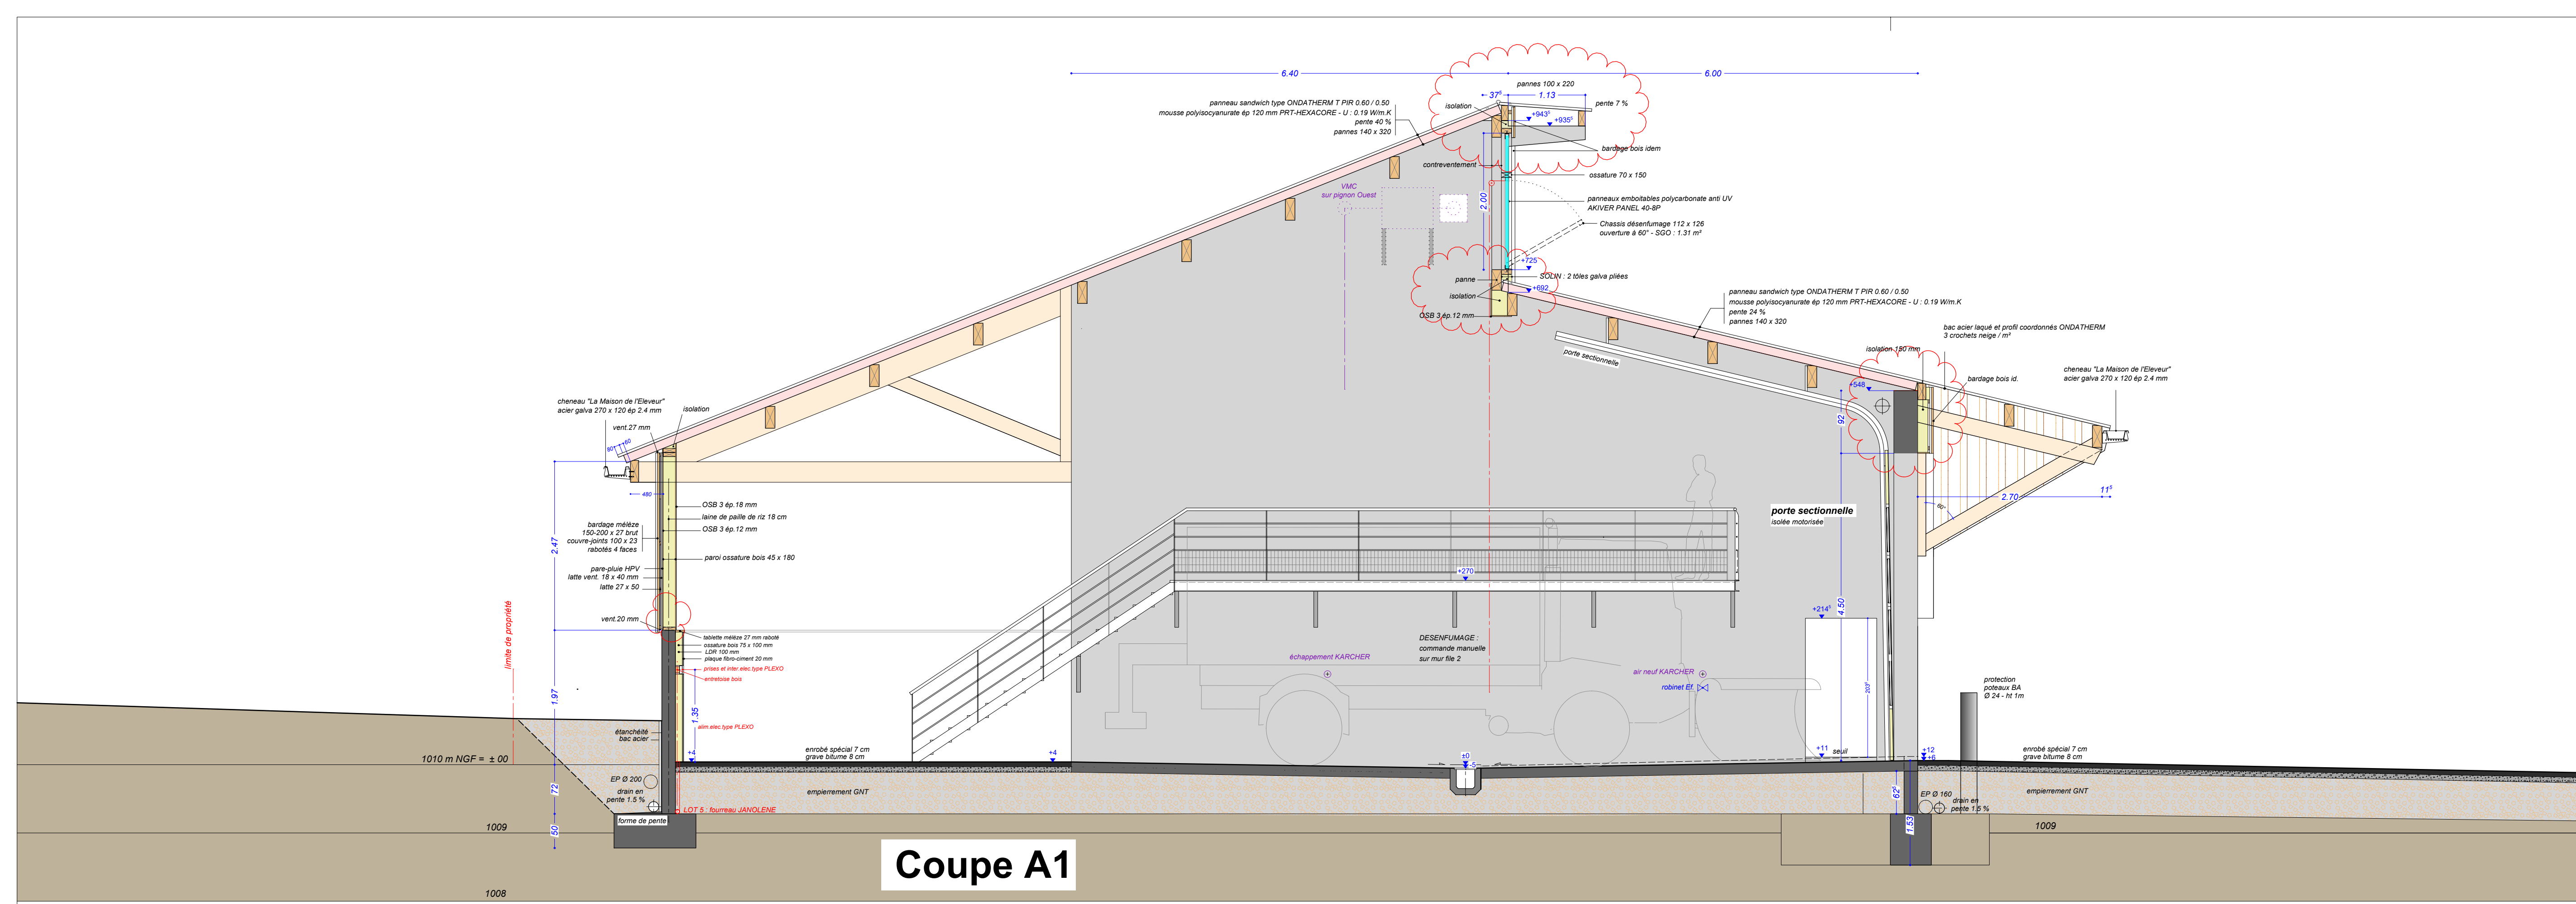 6.40
6.00
pannes 100 x 220
37⁵
1.13
isolation
pente 7 %
panneau sandwich type ONDATHERM T PIR 0.60 / 0.50
mousse polyisocyanurate ép 120 mm PRT-HEXACORE - U : 0.19 W/m.K
pente 40 %
pannes 140 x 320
+943⁵
+935⁵
bardage bois idem
contreventement
ossature 70 x 150
VMC
sur pignon Ouest
2.00
panneaux emboitables polycarbonate anti UV
AKIVER PANEL 40-8P
Chassis désenfumage 112 x 126
ouverture à 60° - SGO : 1.31 m²
+725
panne
SOLIN : 2 tôles galva pliées
+692
isolation
OSB 3 ép.12 mm
panneau sandwich type ONDATHERM T PIR 0.60 / 0.50
mousse polyisocyanurate ép 120 mm PRT-HEXACORE - U : 0.19 W/m.K
pente 24 %
pannes 140 x 320
bac acier laqué et profil coordonnés ONDATHERM
3 crochets neige / m²
isolation 150 mm
porte sectionnelle
bardage bois id.
cheneau "La Maison de l'Eleveur"
acier galva 270 x 120 ép 2.4 mm
+548
92
cheneau "La Maison de l'Eleveur"
acier galva 270 x 120 ép 2.4 mm
isolation
vent.27 mm
80
60
480
2.70
11⁵
60°
OSB 3 ép.18 mm
laine de paille de riz 18 cm
OSB 3 ép.12 mm
bardage mélèze
150-200 x 27 brut
couvre-joints 100 x 23
rabotés 4 faces
2.47
paroi ossature bois 45 x 180
pare-pluie HPV
latte vent. 18 x 40 mm
latte 27 x 50
porte sectionnelle
isolée motorisée
+270
4.50
+214⁵
limite de propriété
vent.20 mm
tablette mélèze 27 mm raboté
ossature bois 75 x 100 mm
LDR 100 mm
plaque fibro-ciment 20 mm
prises et inter.elec.type PLEXO
entretoise bois
DESENFUMAGE :
commande manuelle
sur mur file 2
échappement KARCHER
air neuf KARCHER
robinet Ef.
203⁵
protection
poteaux BA
Ø 24 - ht 1m
1.97
1.35
alim.elec.type PLEXO
étanchéité
bac acier
1010 m NGF = ± 00
+4
enrobé spécial 7 cm
grave bitume 8 cm
+4
±0
-5
+11
seuil
+12
+6
enrobé spécial 7 cm
grave bitume 8 cm
EP Ø 200
drain en
pente 1.5 %
72
empierrement GNT
62⁵
EP Ø 160
drain en
pente 1.5 %
empierrement GNT
LOT 5 : fourreau JANOLENE
forme de pente
1009
50
1.53
1009
Coupe A1
1008